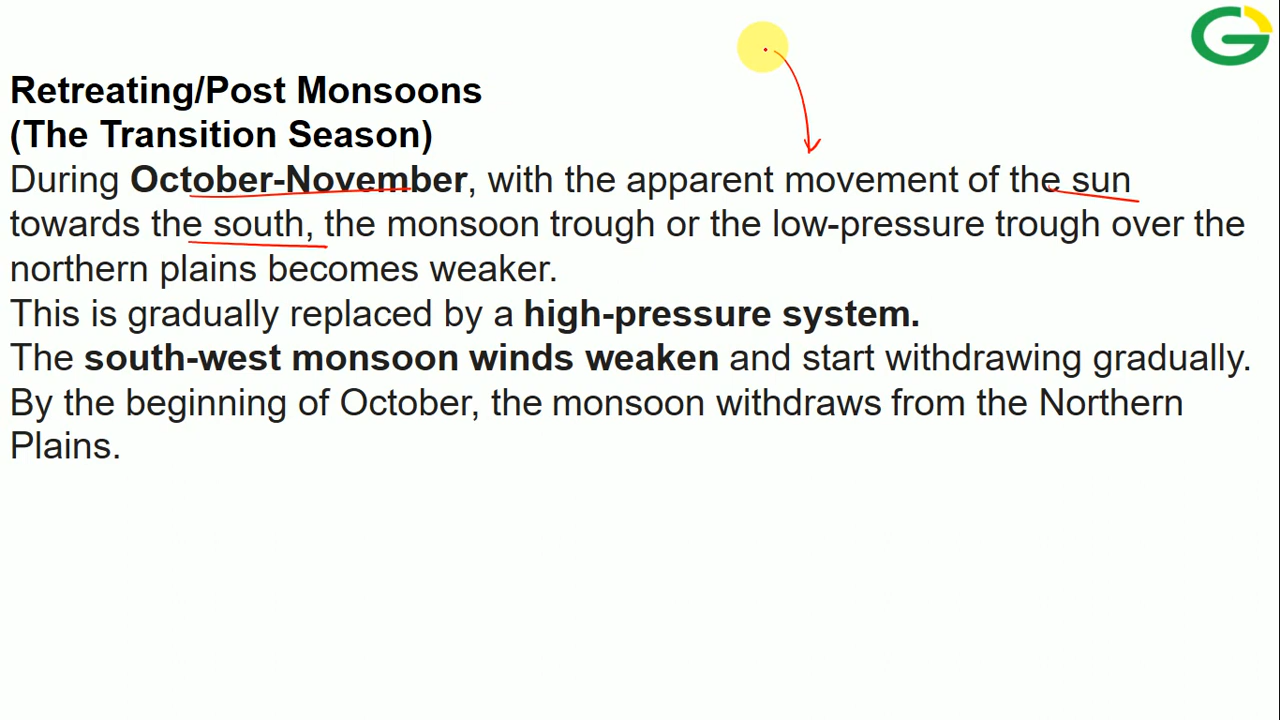 Retreating/Post Monsoons
(The Transition Season)
During October-November, with the apparent movement of the sun
towards the south, the monsoon trough or the low-pressure trough over the
northern plains becomes weaker.
This is gradually replaced by a high-pressure system.
The south-west monsoon winds weaken and start withdrawing gradually.
By the beginning of October, the monsoon withdraws from the Northern
Plains.